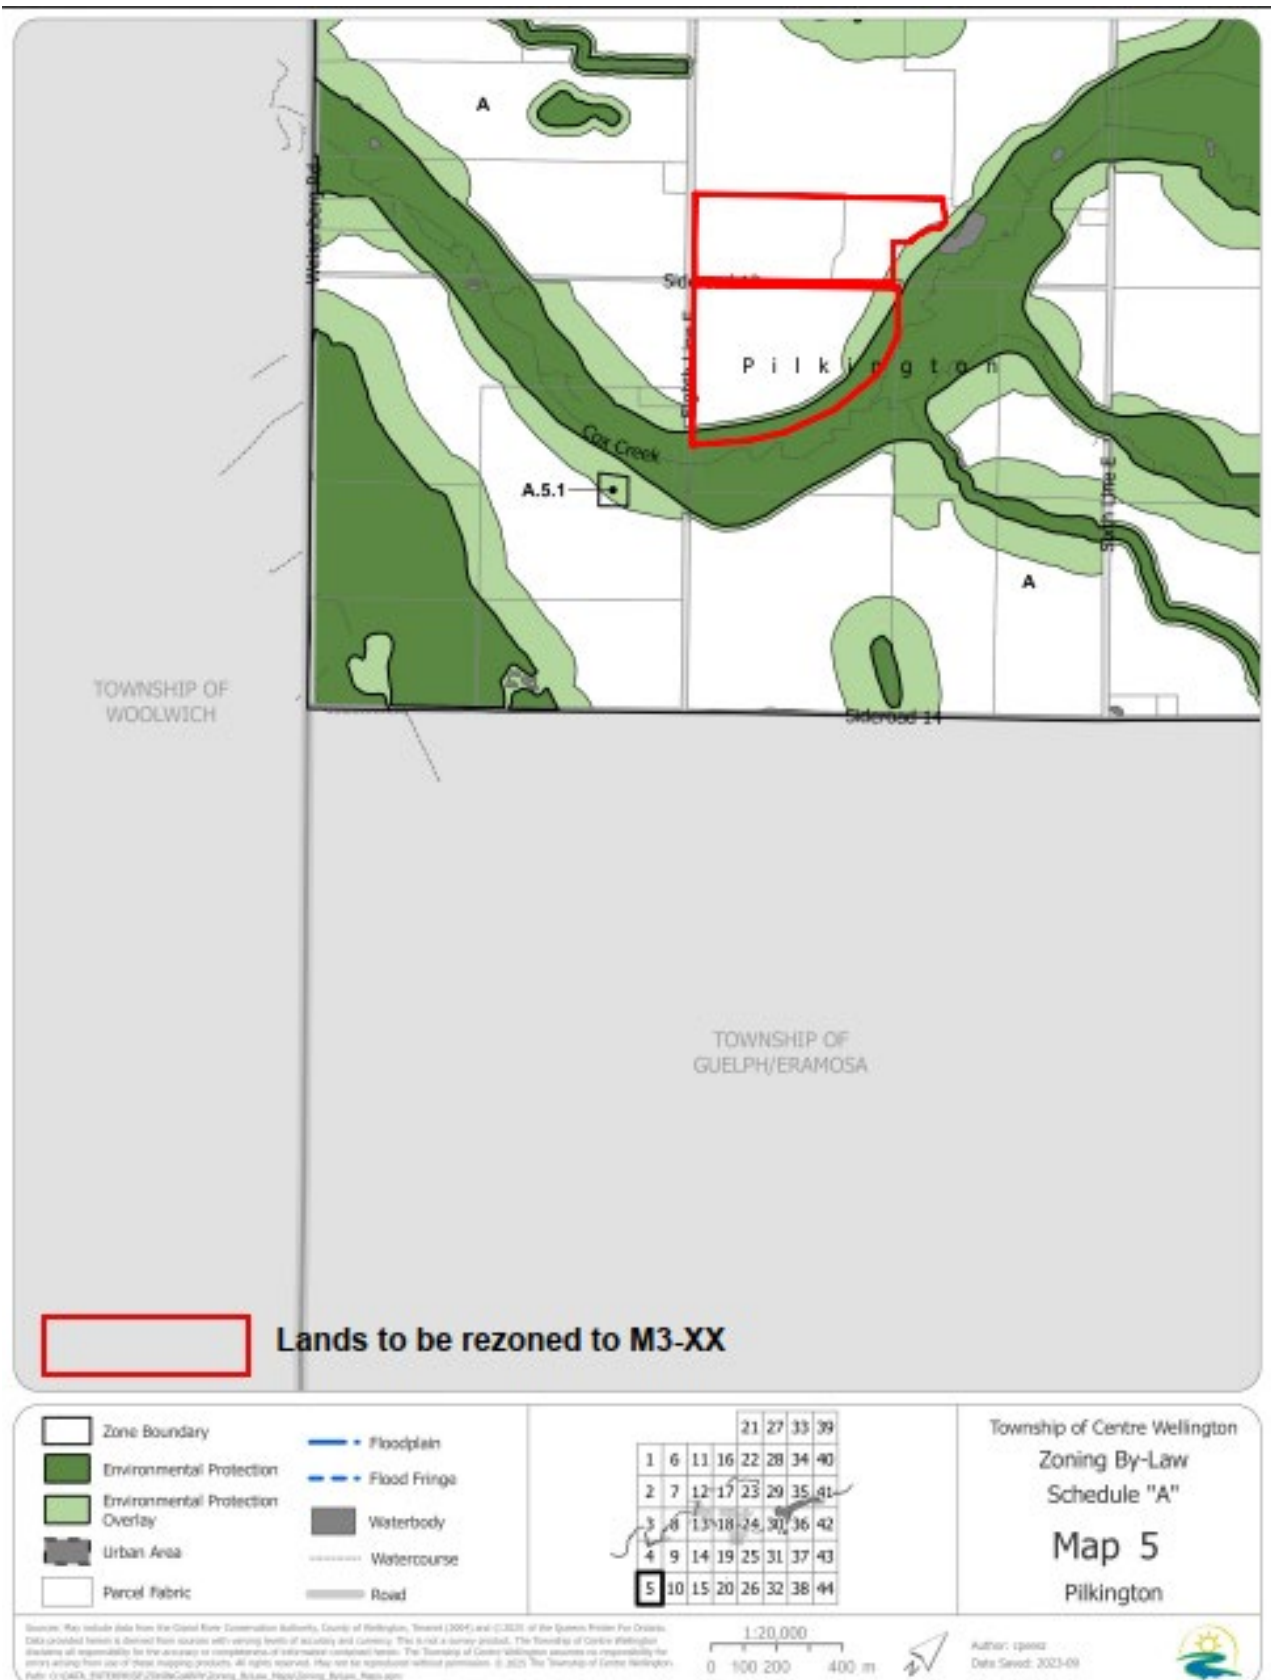 A
Weisenberg Rd
Pilkington
Cox Creek
A.5.1
A
Sideroad 14
TOWNSHIP OF
WOOLWICH
TOWNSHIP OF
GUELPH/ERAMOSA
Lands to be rezoned to M3-XX
Zone Boundary
Environmental Protection
Environmental Protection
Overlay
Urban Area
Parcel Fabric
Floodplain
Flood Fringe
Waterbody
Watercourse
Road
21 27 33 39
1 6 11 16 22 28 34 40
2 7 12 17 23 29 35 41
3 8 13 18 24 30 36 42
4 9 14 19 25 31 37 43
5 10 15 20 26 32 38 44
Township of Centre Wellington
Zoning By-Law
Schedule "A"
Map 5
Pilkington
1:20,000
0 100 200 400 m
Date Saved: 2023-09